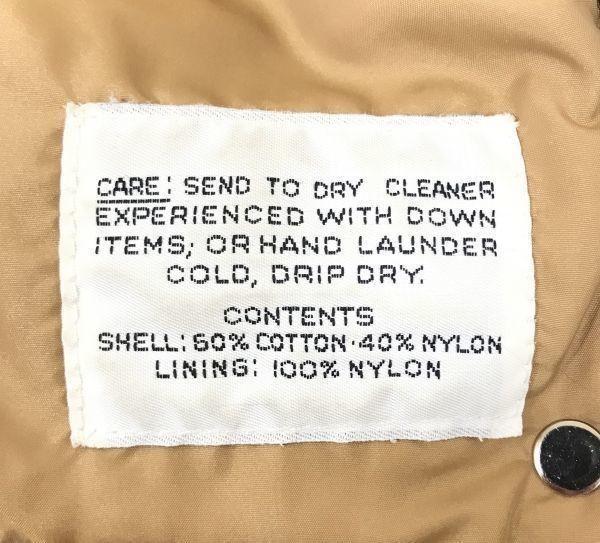 CARE: SEND TO DRY CLEANER
EXPERIENCED WITH DOWN
ITEMS; OR HAND LAUNDER
COLD, DRIP DRY.
CONTENTS
SHELL: 60% COTTON·40% NYLON
LINING: 100% NYLON